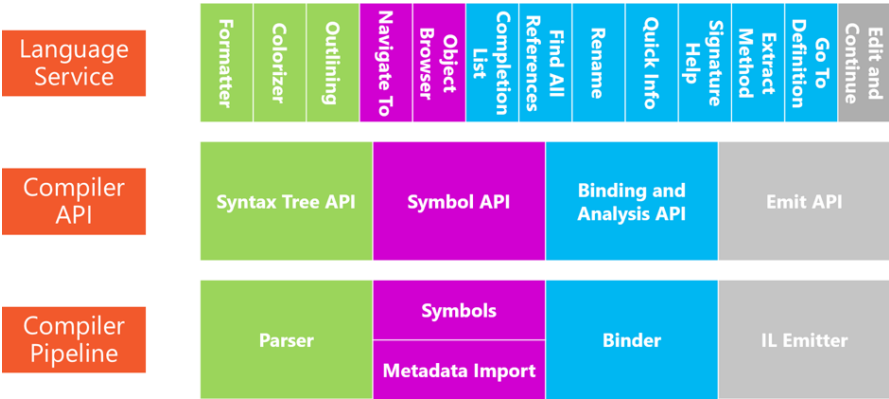 Language
Service
Formatter
Colorizer
Outlining
Navigate To
Object
Browser
Completion
List
Find All
References
Rename
Quick Info
Signature
Help
Extract
Method
Go To
Definition
Edit and
Continue
Compiler
API
Syntax Tree API
Symbol API
Binding and
Analysis API
Emit API
Compiler
Pipeline
Parser
Symbols
Metadata Import
Binder
IL Emitter